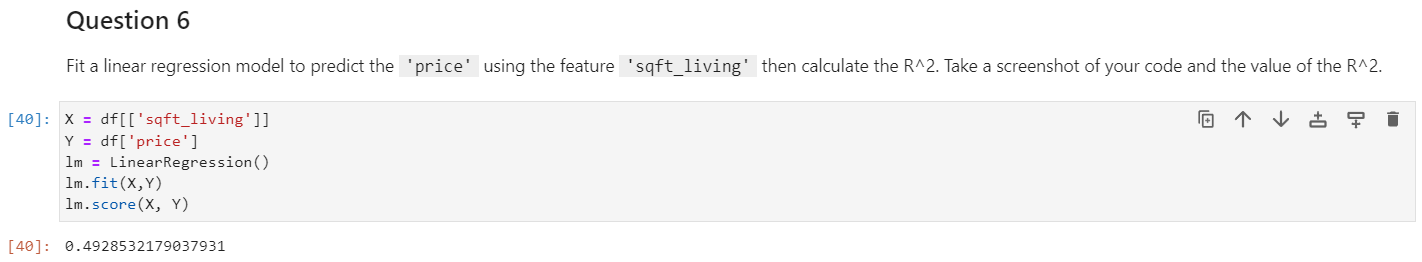 Question 6
Fit a linear regression model to predict the 'price' using the feature 'sqft_living' then calculate the R^2. Take a screenshot of your code and the value of the R^2.
[40]: X = df[['sqft_living']]
Y = df['price']
lm = LinearRegression()
lm.fit(X,Y)
lm.score(X, Y)
[40]: 0.4928532179037931